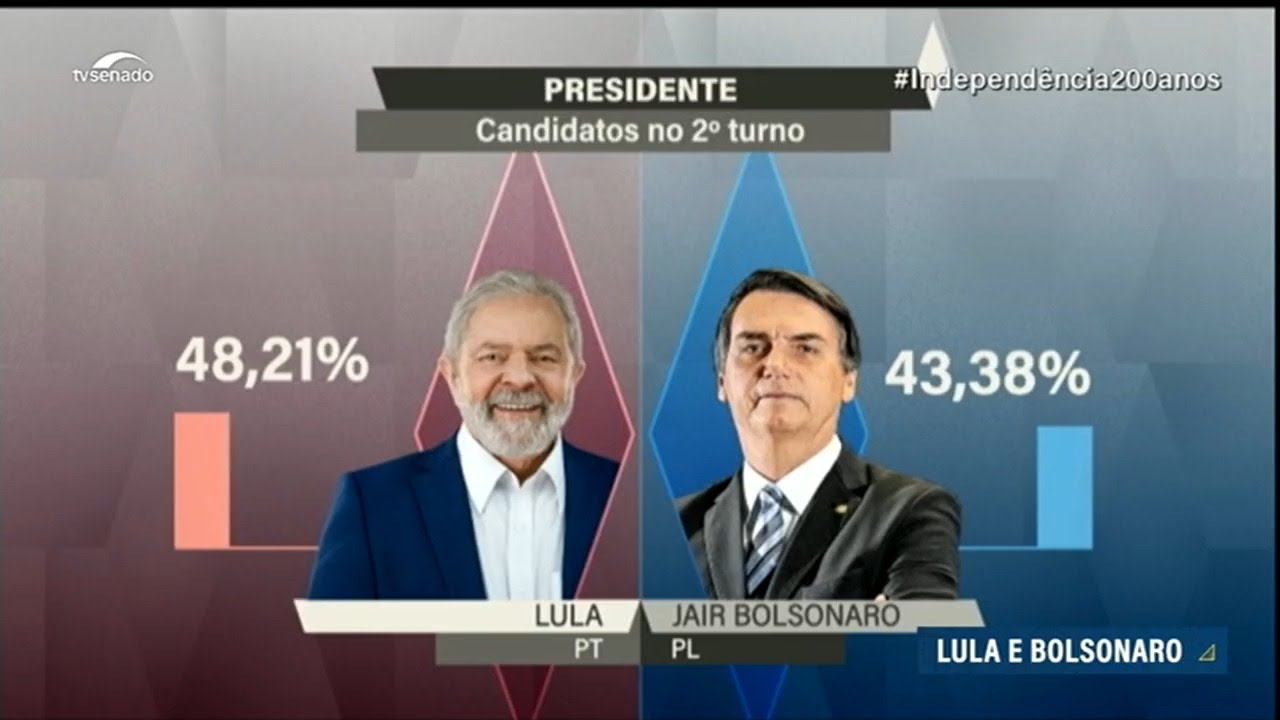 tvsenado
#Independência200anos
PRESIDENTE
Candidatos no 2º turno
48,21%
43,38%
LULA
JAIR BOLSONARO
PT
PL
LULA E BOLSONARO